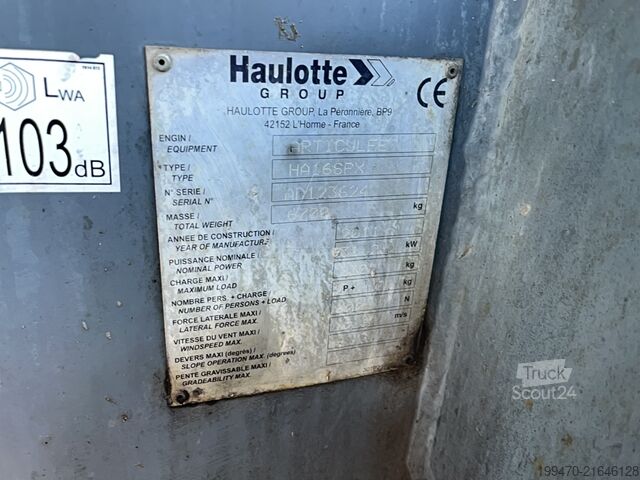 LWA
103dB
Haulotte
GROUP
CE
HAULOTTE GROUP, La Péronnière, BP9
42152 L'Horme - France
ENGIN /
EQUIPMENT
ARTICULEE
TYPE /
TYPE
HA16SPX
N° SERIE /
SERIAL N°
AD123624
MASSE /
TOTAL WEIGHT
kg
ANNEE DE CONSTRUCTION /
YEAR OF MANUFACTURE
PUISSANCE NOMINALE /
NOMINAL POWER
kW
CHARGE MAXI /
MAXIMUM LOAD
kg
NOMBRE PERS. + CHARGE /
NUMBER OF PERSONS + LOAD
P +
kg
FORCE LATERALE MAXI /
LATERAL FORCE MAX.
N
VITESSE DU VENT MAXI /
WINDSPEED MAX.
m/s
DEVERS MAXI (degrés) /
SLOPE OPERATION MAX. (degrees)
PENTE GRAVISSABLE MAXI /
GRADEABILITY MAX.
Truck
Scout24
199470-21646128